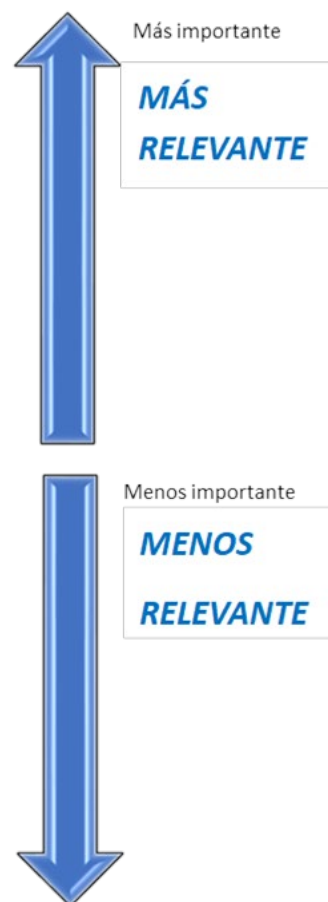 Más importante
MÁS
RELEVANTE
Menos importante
MENOS
RELEVANTE